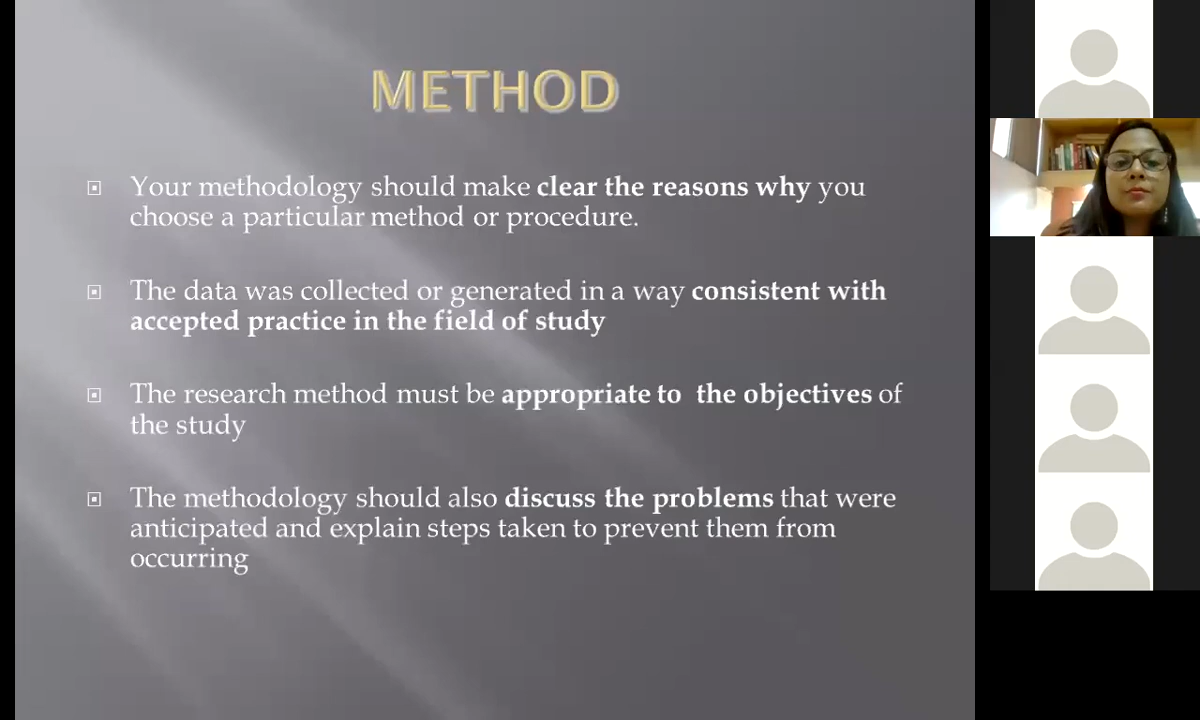 METHOD
Your methodology should make clear the reasons why you
choose a particular method or procedure.
The data was collected or generated in a way consistent with
accepted practice in the field of study
The research method must be appropriate to  the objectives of
the study
The methodology should also discuss the problems that were
anticipated and explain steps taken to prevent them from
occurring